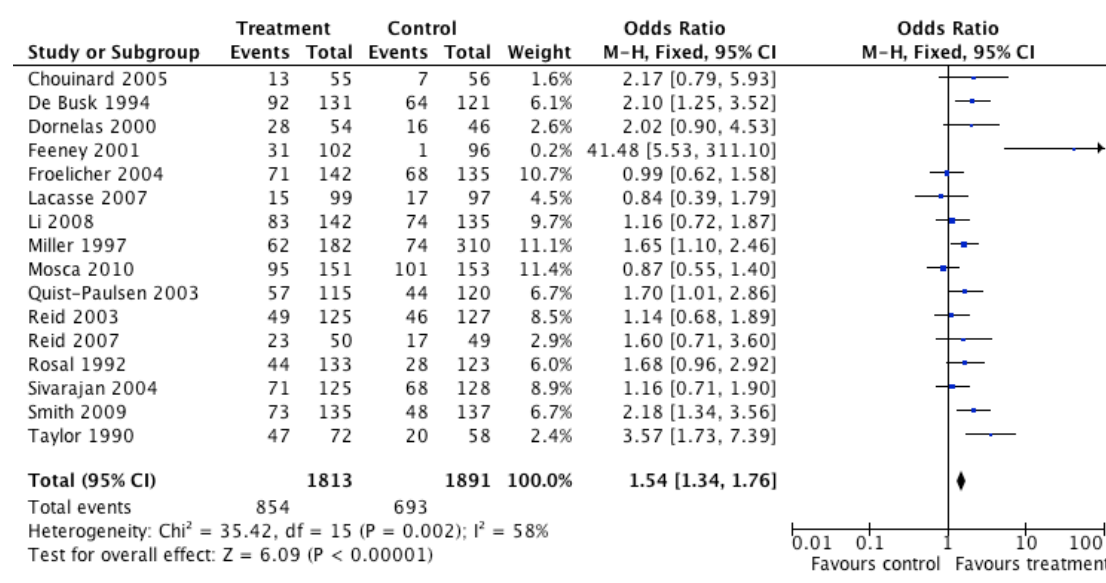 Treatment Control Odds Ratio Odds Ratio
Study or Subgroup Events Total Events Total Weight M-H, Fixed, 95% CI M-H, Fixed, 95% CI
Chouinard 2005 13 55 7 56 1.6% 2.17 [0.79, 5.93]
De Busk 1994 92 131 64 121 6.1% 2.10 [1.25, 3.52]
Dornelas 2000 28 54 16 46 2.6% 2.02 [0.90, 4.53]
Feeney 2001 31 102 1 96 0.2% 41.48 [5.53, 311.10]
Froelicher 2004 71 142 68 135 10.7% 0.99 [0.62, 1.58]
Lacasse 2007 15 99 17 97 4.5% 0.84 [0.39, 1.79]
Li 2008 83 142 74 135 9.7% 1.16 [0.72, 1.87]
Miller 1997 62 182 74 310 11.1% 1.65 [1.10, 2.46]
Mosca 2010 95 151 101 153 11.4% 0.87 [0.55, 1.40]
Quist-Paulsen 2003 57 115 44 120 6.7% 1.70 [1.01, 2.86]
Reid 2003 49 125 46 127 8.5% 1.14 [0.68, 1.89]
Reid 2007 23 50 17 49 2.9% 1.60 [0.71, 3.60]
Rosal 1992 44 133 28 123 5.3% 1.68 [0.96, 2.92]
Sivarajan 2004 71 125 68 128 8.9% 1.16 [0.71, 1.90]
Smith 2009 73 135 48 137 6.7% 2.18 [1.34, 3.56]
Taylor 1990 47 72 20 58 2.4% 3.57 [1.73, 7.39]
Total (95% CI) 1813 1891 100.0% 1.54 [1.34, 1.76]
Total events 854 693
Heterogeneity: Chi² = 35.42, df = 15 (P = 0.002); I² = 58%
Test for overall effect: Z = 6.09 (P < 0.00001)
0.01 0.1 1 10 100
Favours control Favours treatment